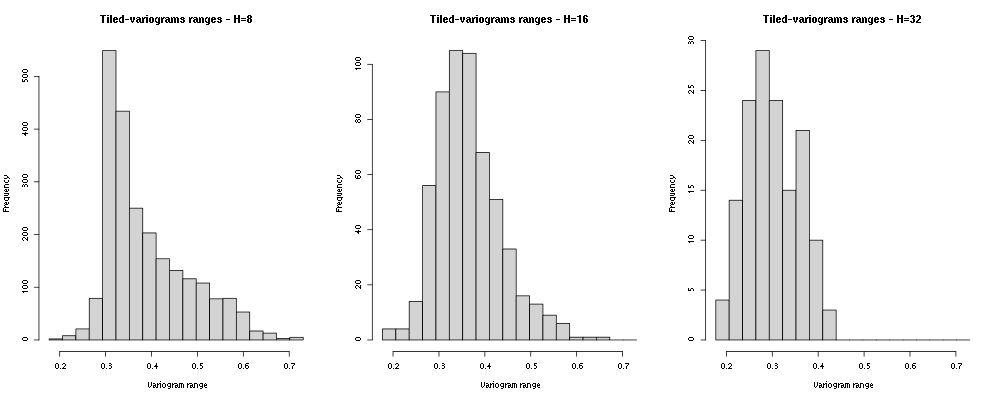 Tiled-variograms ranges - H=8
Tiled-variograms ranges - H=16
Tiled-variograms ranges - H=32
Frequency
0
100
200
300
400
500
0.2 0.3 0.4 0.5 0.6 0.7
Variogram range
Frequency
0
20
40
60
80
100
0.2 0.3 0.4 0.5 0.6 0.7
Variogram range
Frequency
0
5
10
15
20
25
30
0.2 0.3 0.4 0.5 0.6 0.7
Variogram range